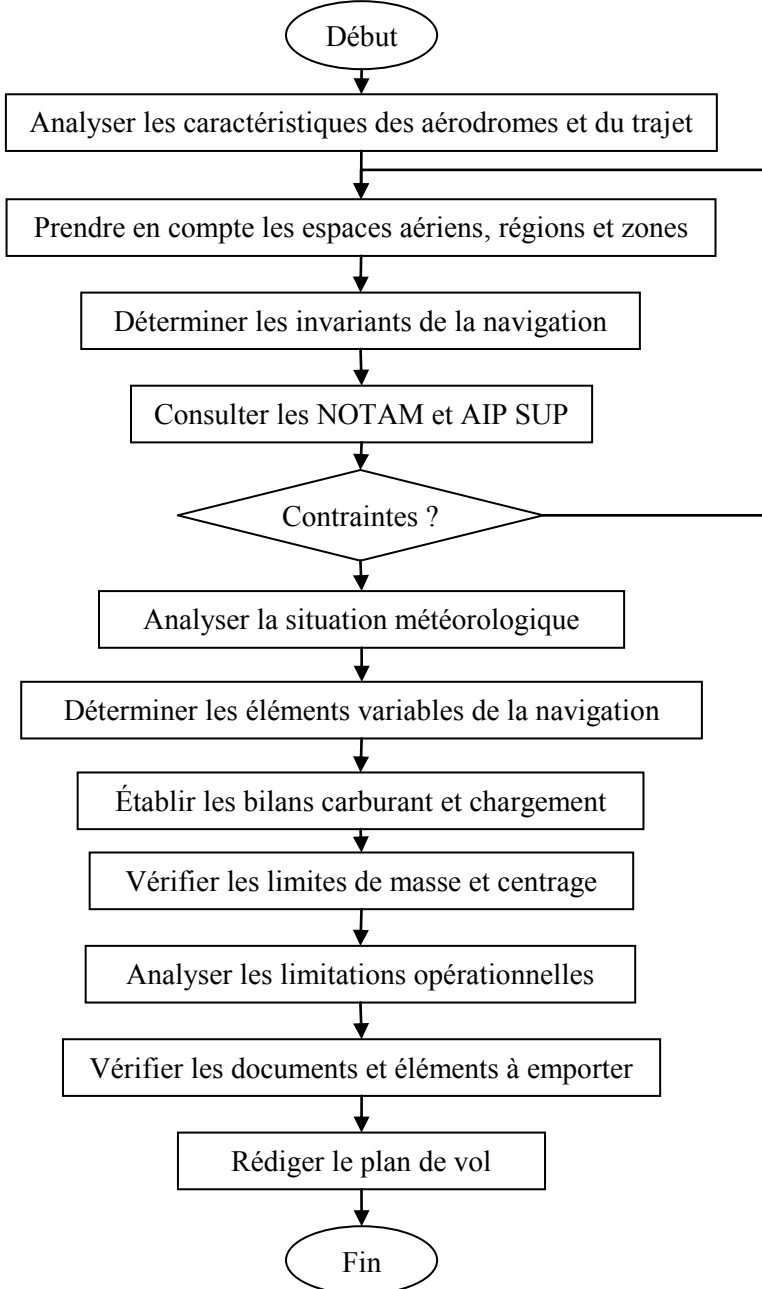 Début
Analyser les caractéristiques des aérodromes et du trajet
Prendre en compte les espaces aériens, régions et zones
Déterminer les invariants de la navigation
Consulter les NOTAM et AIP SUP
Contraintes ?
Analyser la situation météorologique
Déterminer les éléments variables de la navigation
Établir les bilans carburant et chargement
Vérifier les limites de masse et centrage
Analyser les limitations opérationnelles
Vérifier les documents et éléments à emporter
Rédiger le plan de vol
Fin